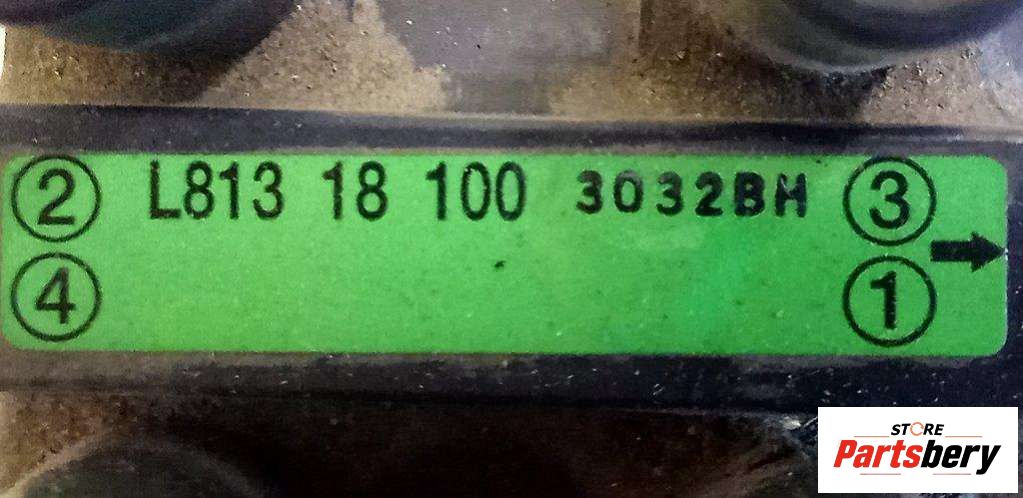 ② L813 18 100 3032BH ③
④ ①
STORE
Partsbery